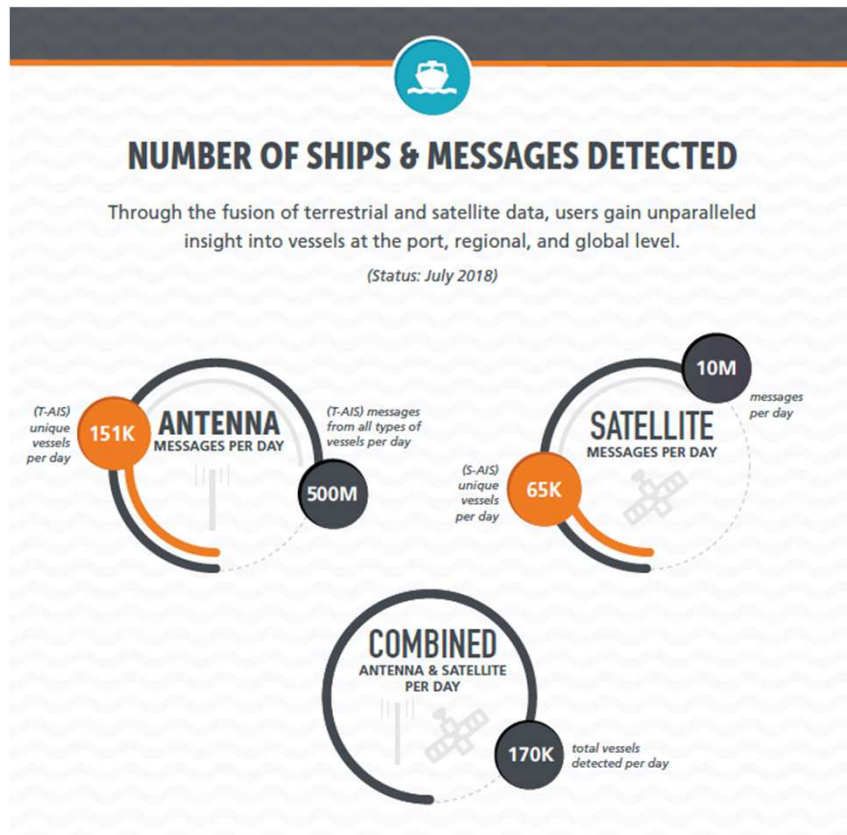 NUMBER OF SHIPS & MESSAGES DETECTED
Through the fusion of terrestrial and satellite data, users gain unparalleled
insight into vessels at the port, regional, and global level.
(Status: July 2018)
(T-AIS)
unique
vessels
per day
151K
ANTENNA
MESSAGES PER DAY
(T-AIS) messages
from all types of
vessels per day
500M
10M
messages
per day
SATELLITE
MESSAGES PER DAY
(S-AIS)
unique
vessels
per day
65K
COMBINED
ANTENNA & SATELLITE
PER DAY
170K
total vessels
detected per day